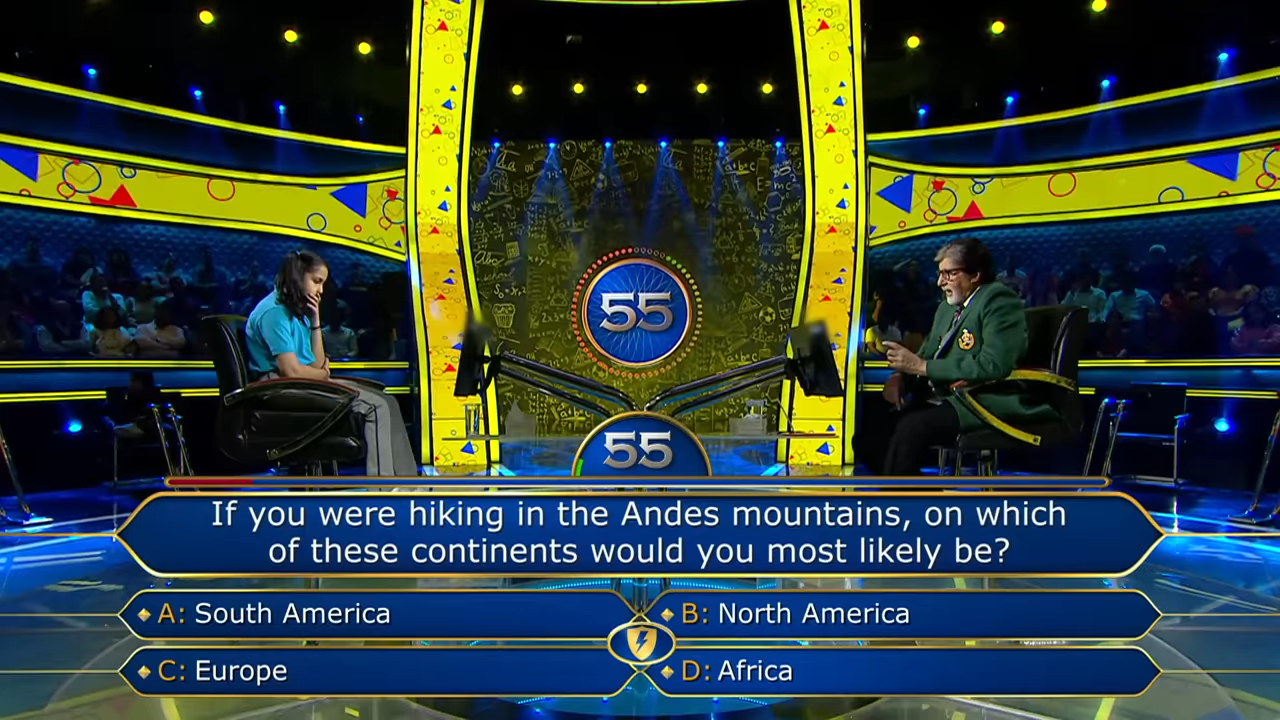 55
55
If you were hiking in the Andes mountains, on which
of these continents would you most likely be?
A: South America
B: North America
C: Europe
D: Africa